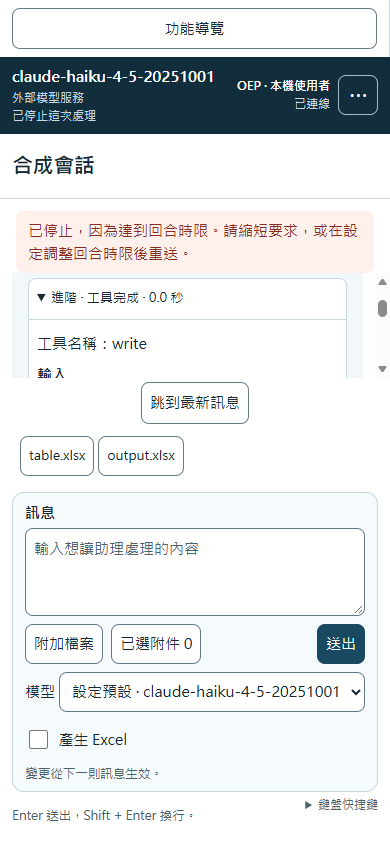 功能導覽
claude-haiku-4-5-20251001
外部模型服務
已停止這次處理
OEP · 本機使用者
已連線
⋯
合成會話
已停止，因為達到回合時限。請縮短要求，或在設
定調整回合時限後重送。
▼ 進階 · 工具完成 · 0.0 秒
工具名稱：write
輸入
跳到最新訊息
table.xlsx
output.xlsx
訊息
輸入想讓助理處理的內容
附加檔案
已選附件 0
送出
模型
設定預設 · claude-haiku-4-5-20251001
產生 Excel
變更從下一則訊息生效。
▶ 鍵盤快捷鍵
Enter 送出，Shift + Enter 換行。